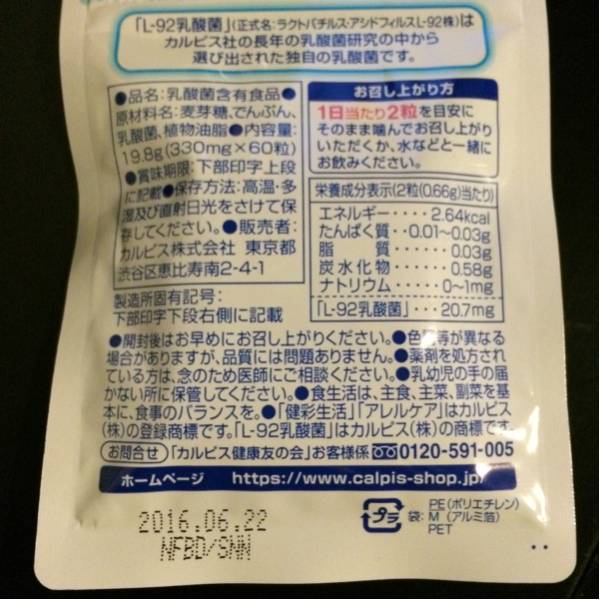 「L-92乳酸菌」(正式名:ラクトバチルス・アシドフィルスL-92株)は
カルピス社の長年の乳酸菌研究の中から
選び出された独自の乳酸菌です。
●品名:乳酸菌含有食品●
原材料名:麦芽糖、でんぷん、
乳酸菌、植物油脂●内容量:
19.8g(330mg×60粒)
●賞味期限:下部印字上段
に記載●保存方法:高温・多
湿及び直射日光をさけて保
存してください。●販売者:
カルピス株式会社 東京都
渋谷区恵比寿南2-4-1
製造所固有記号:
下部印字下段右側に記載
お召し上がり方
1日当たり2粒を目安に
そのまま噛んでお召し上がり
いただくか、水などと一緒に
お飲みください。
栄養成分表示(2粒(0.66g)当たり)
エネルギー・・・・2.64kcal
たんぱく質・・0.01~0.03g
脂質・・・・・・0.03g
炭水化物・・・・・0.58g
ナトリウム・・・・0~1mg
「L-92乳酸菌」・・・20.7mg
●開封後はお早めにお召し上がりください。●色等が異なる
場合がありますが、品質には問題ありません。●薬剤を処方され
ている方は、念のため医師にご相談ください。●乳幼児の手の届
かない所に保管してください。●食生活は、主食、主菜、副菜を基
本に、食事のバランスを。●「健彩生活」「アレルケア」はカルピス
(株)の登録商標です。「L-92乳酸菌」はカルピス(株)の商標です。
お問合せ 「カルピス健康友の会」お客様係 0120-591-005
ホームページ https://www.calpis-shop.jp/
2016.06.22
NFBD/SNN
プラ 袋: PE(ポリエチレン)
M(アルミ箔)
PET